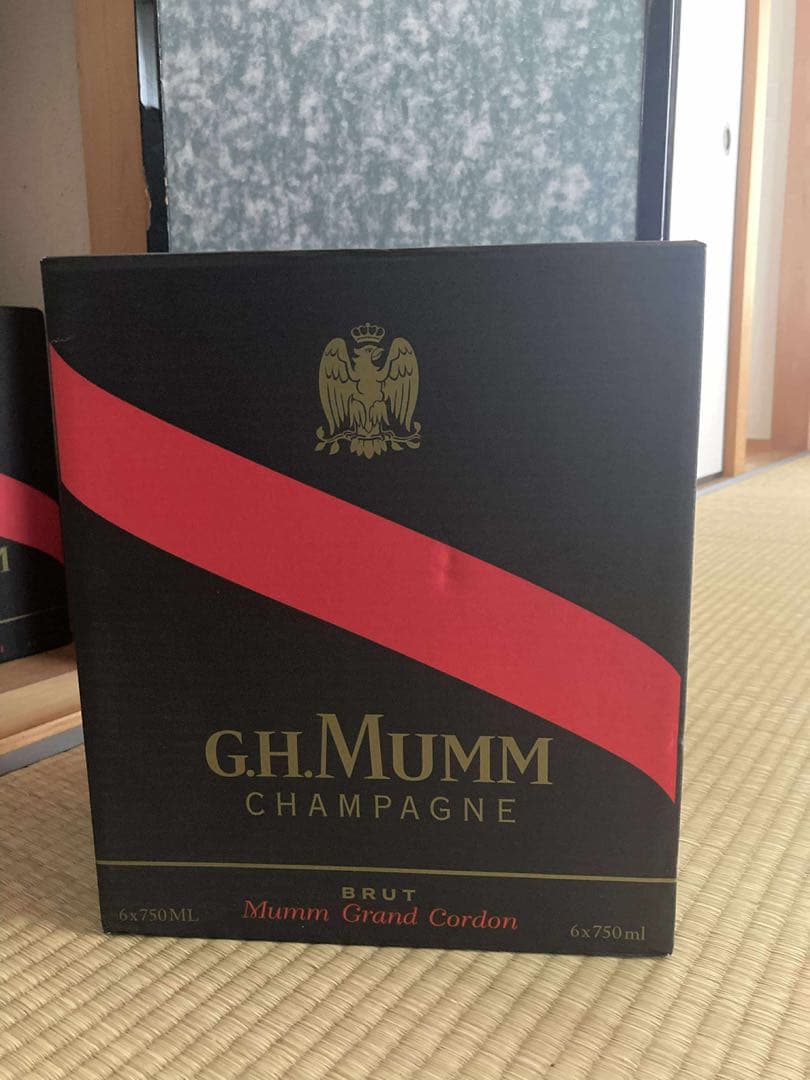 G.H.MUMM
CHAMPAGNE
BRUT
Mumm Grand Cordon
6x750ML
6x750ml
M